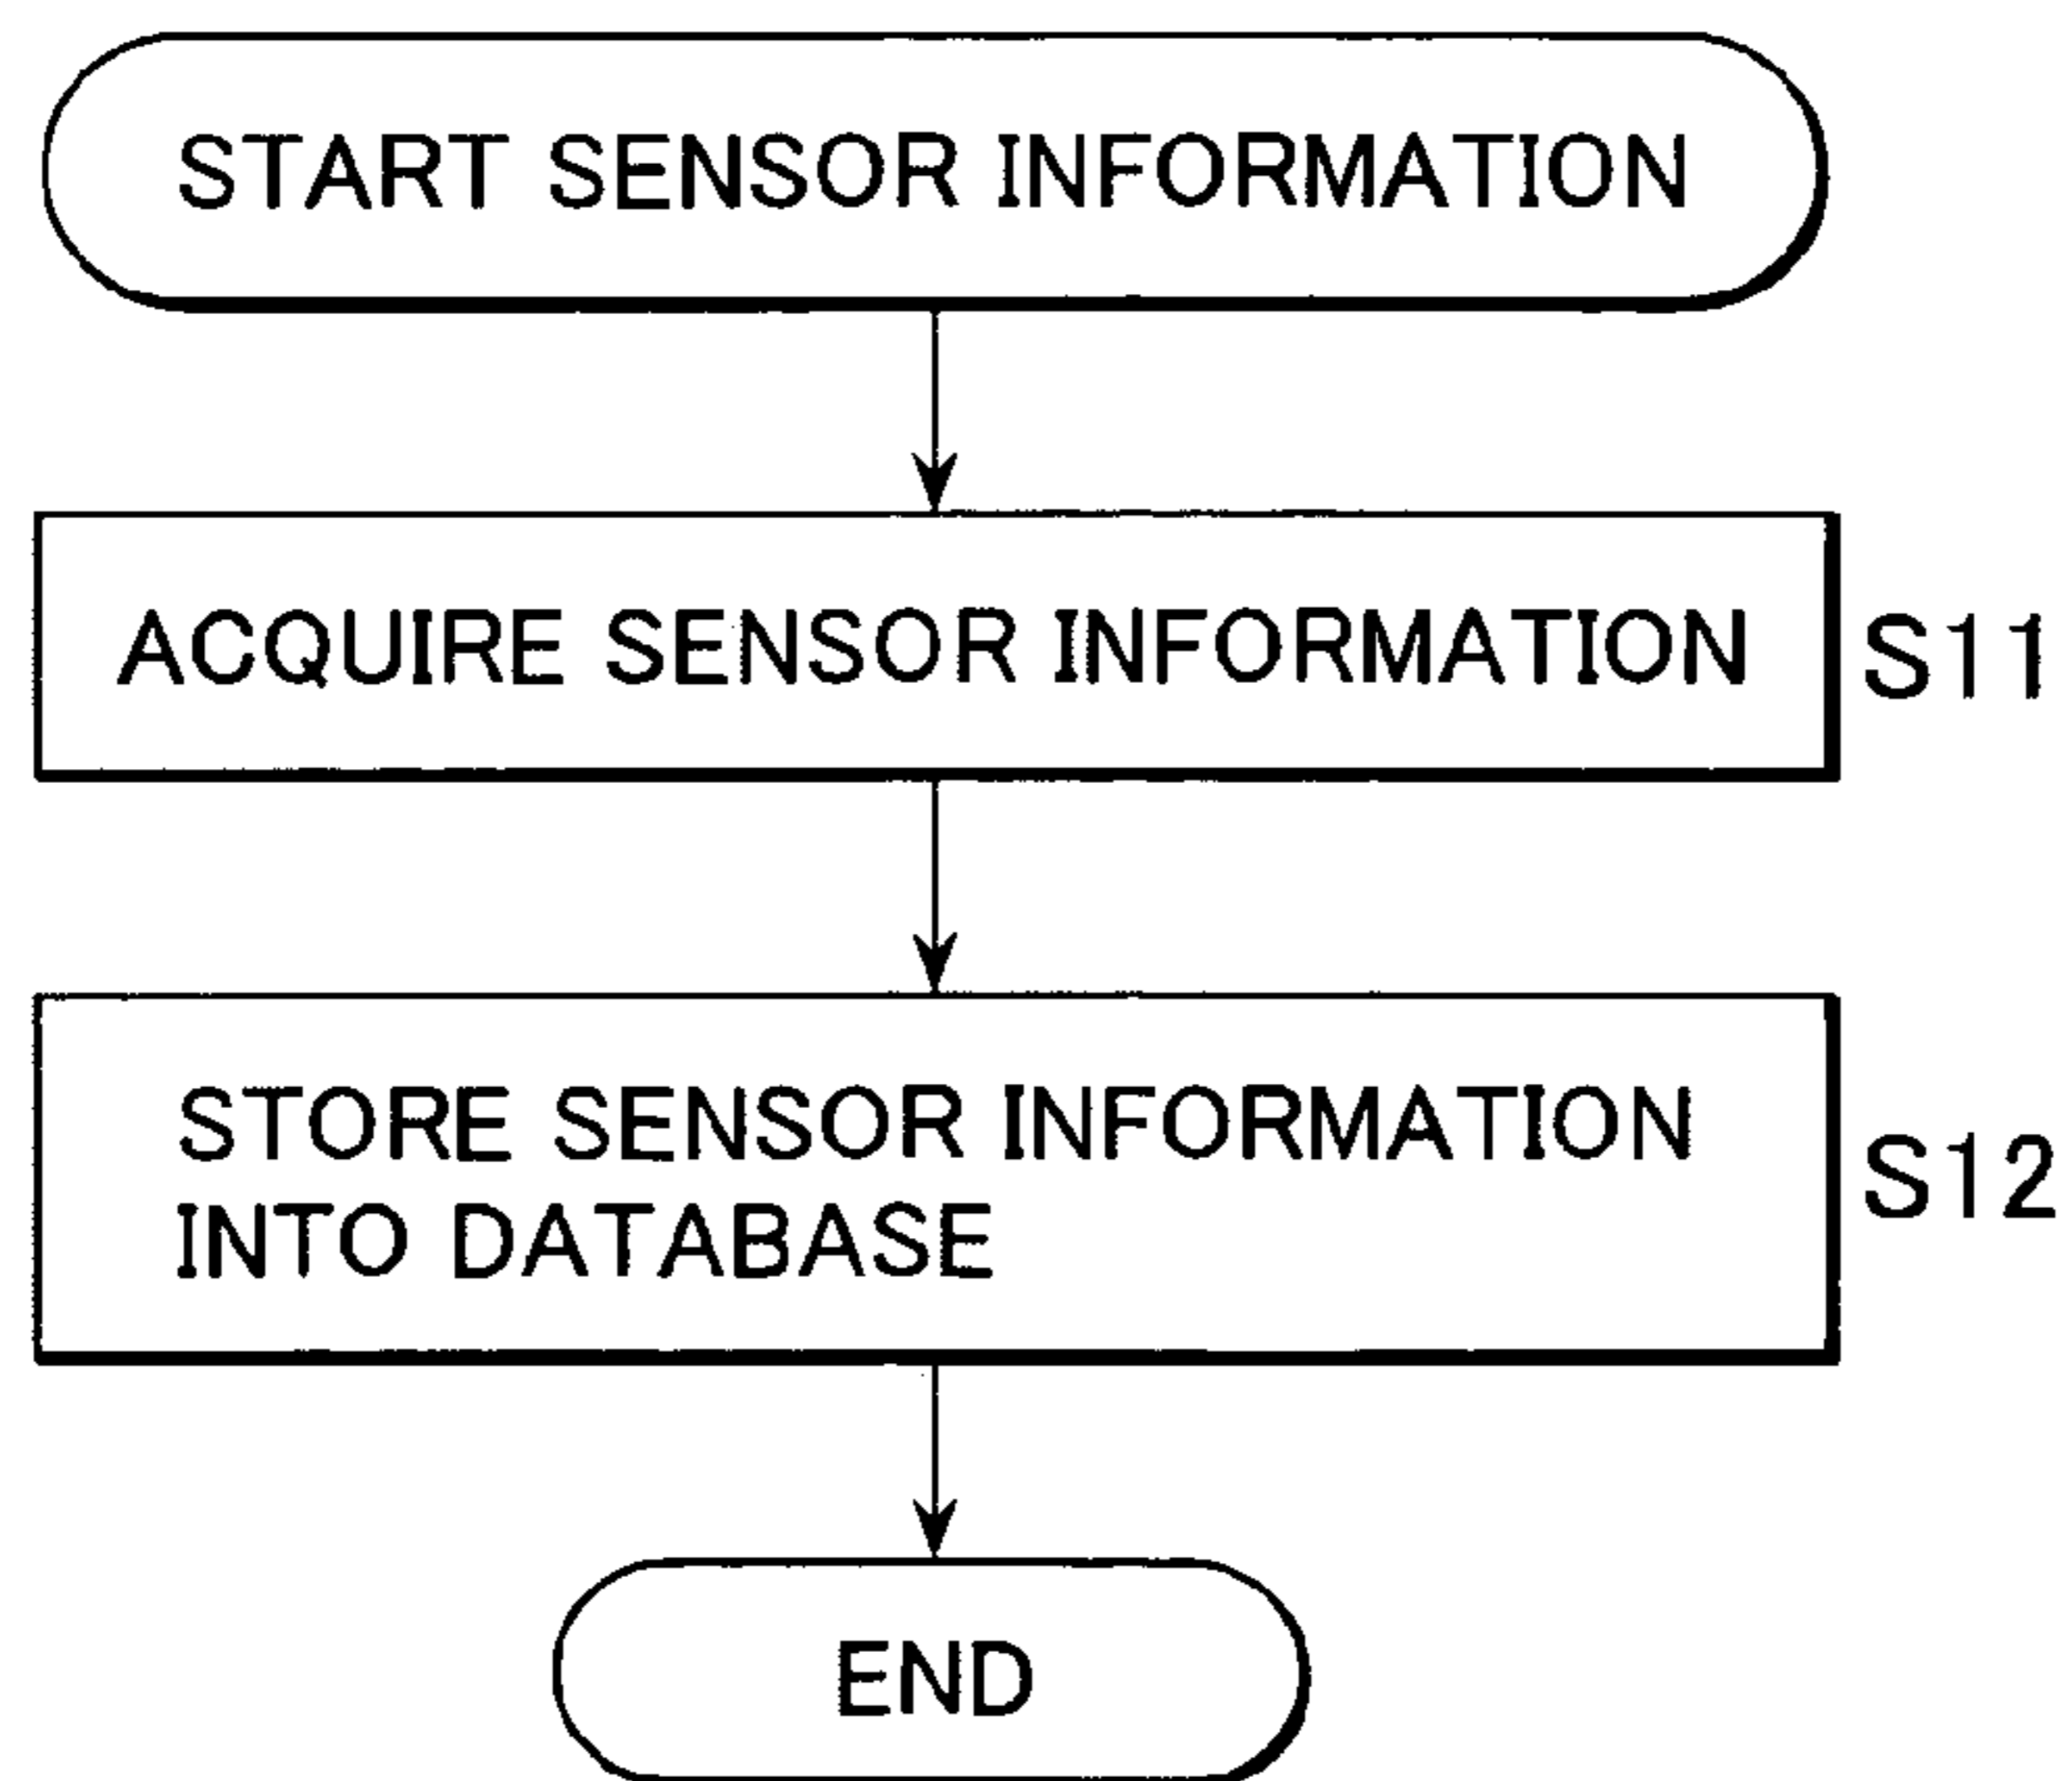 START SENSOR INFORMATION
ACQUIRE SENSOR INFORMATION
S11
STORE SENSOR INFORMATION
INTO DATABASE
S12
END